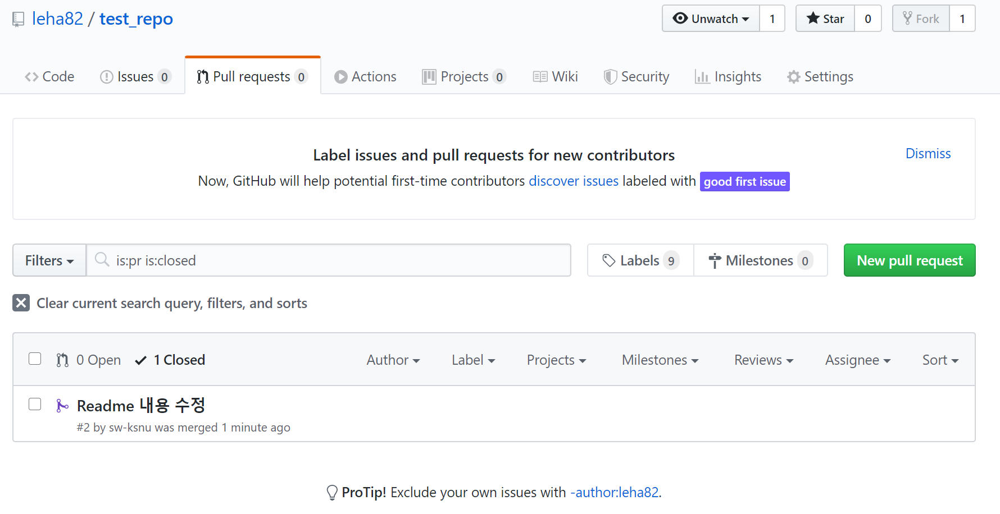 leha82 / test_repo
Unwatch 1 Star 0 Fork 1
Code Issues 0 Pull requests 0 Actions Projects 0 Wiki Security Insights Settings
Label issues and pull requests for new contributors
Dismiss
Now, GitHub will help potential first-time contributors discover issues labeled with good first issue
Filters is:pr is:closed Labels 9 Milestones 0 New pull request
Clear current search query, filters, and sorts
0 Open 1 Closed Author Label Projects Milestones Reviews Assignee Sort
Readme 내용 수정
#2 by sw-ksnu was merged 1 minute ago
ProTip! Exclude your own issues with -author:leha82.